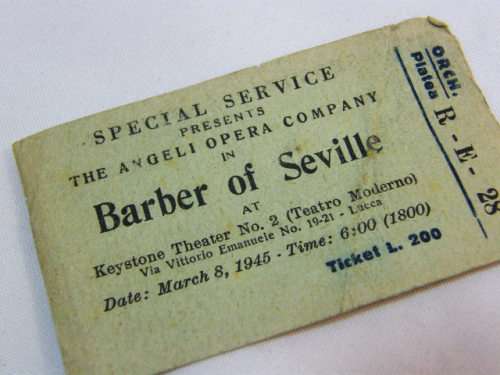 SPECIAL SERVICE
PRESENTS
THE ANGELI OPERA COMPANY
IN
Barber of Seville
AT
Keystone Theater No. 2 (Teatro Moderno)
Via Vittorio Emanuele No. 19-21 - Lucca
Date: March 8, 1945 - Time: 6:00 (1800)
Ticket L. 200
ORCH.
Platea
R - E - 28